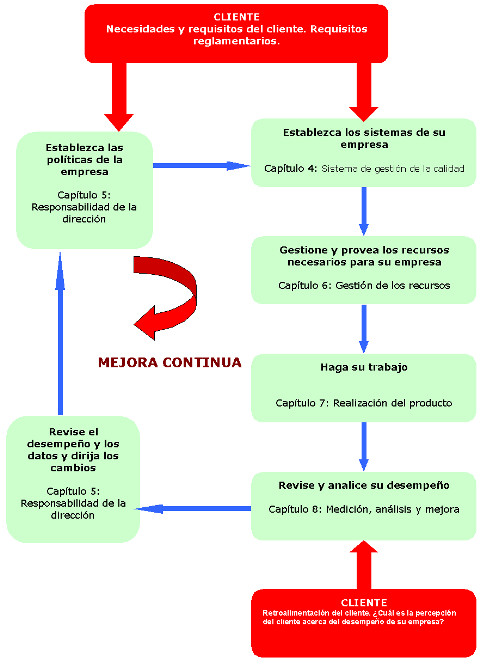 CLIENTE
Necesidades y requisitos del cliente. Requisitos
reglamentarios.
Establezca las
políticas de la
empresa
Capítulo 5:
Responsabilidad de la
dirección
Establezca los sistemas de su
empresa
Capítulo 4: Sistema de gestión de la calidad
Gestione y provea los recursos
necesarios para su empresa
Capítulo 6: Gestión de los recursos
MEJORA CONTINUA
Haga su trabajo
Capítulo 7: Realización del producto
Revise el
desempeño y los
datos y dirija los
cambios
Capítulo 5:
Responsabilidad de la
dirección
Revise y analice su desempeño
Capítulo 8: Medición, análisis y mejora
CLIENTE
Retroalimentación del cliente. ¿Cuál es la percepción
del cliente acerca del desempeño de su empresa?